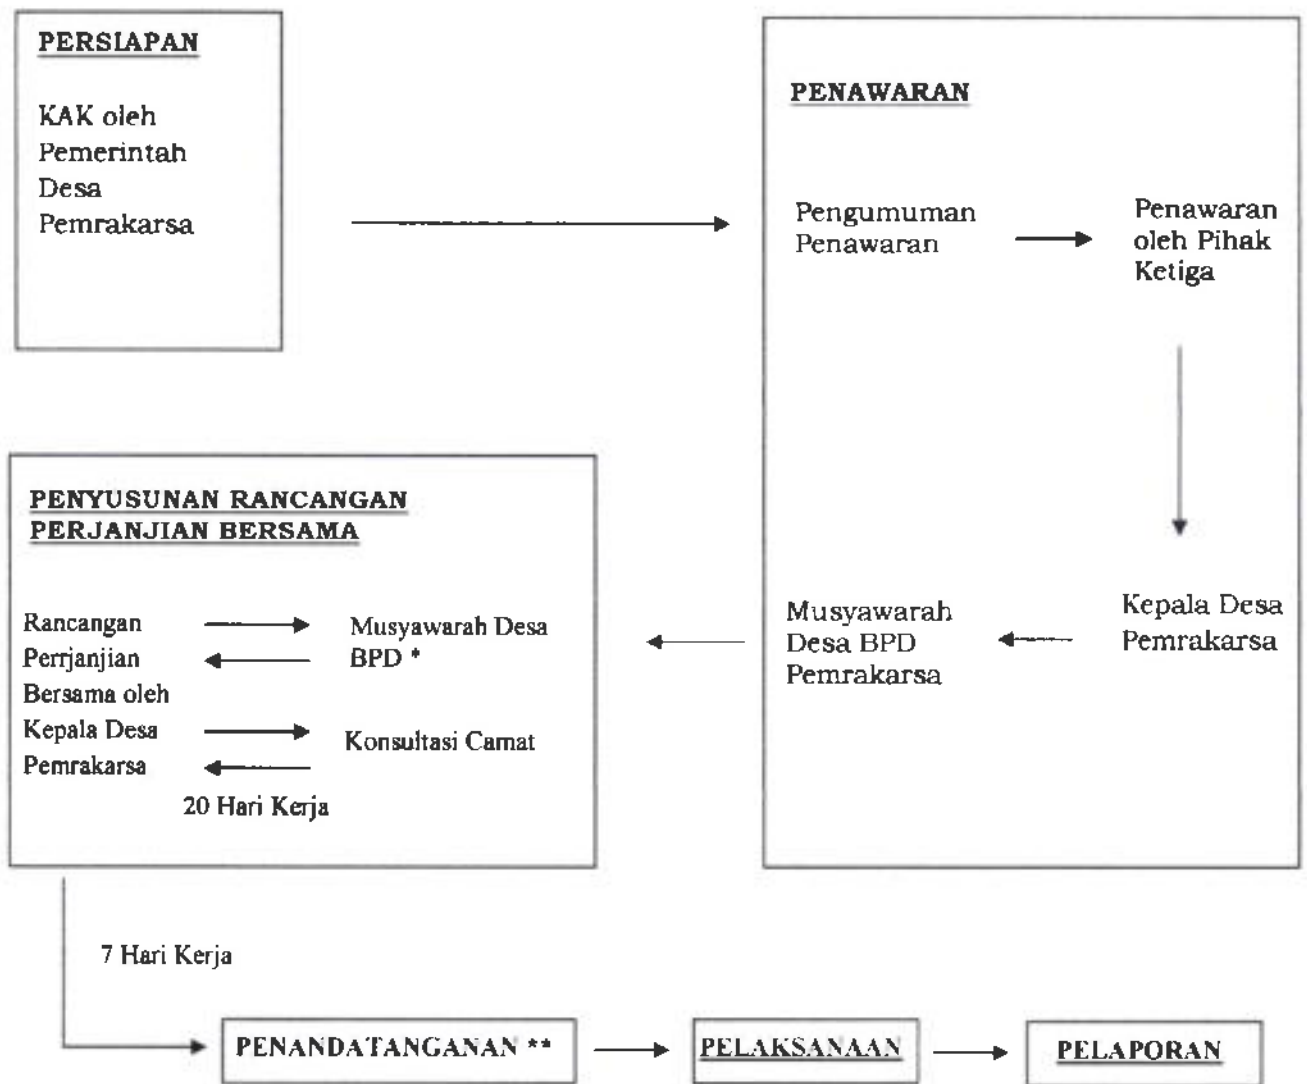 PERSIAPAN
KAK oleh
Pemerintah
Desa
Pemrakarsa
PENAWARAN
Pengumuman
Penawaran
Penawaran
oleh Pihak
Ketiga
Kepala Desa
Pemrakarsa
Musyawarah
Desa BPD
Pemrakarsa
PENYUSUNAN RANCANGAN
PERJANJIAN BERSAMA
Rancangan
Perrjanjian
Bersama oleh
Kepala Desa
Pemrakarsa
Musyawarah Desa
BPD *
Konsultasi Camat
20 Hari Kerja
7 Hari Kerja
PENANDATANGANAN **
PELAKSANAAN
PELAPORAN